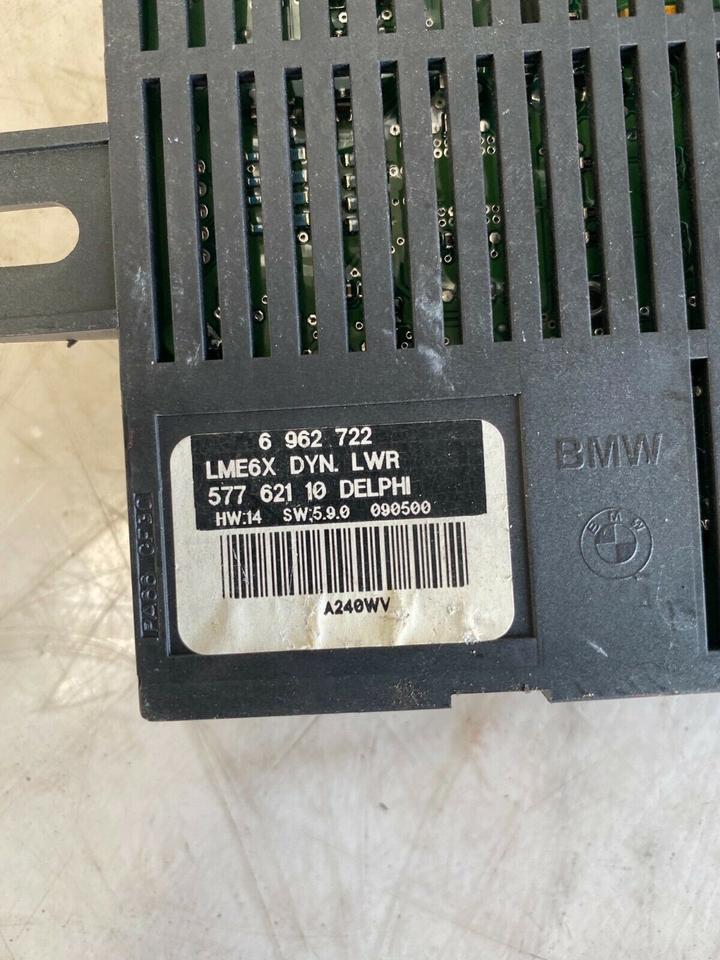 6 962 722
LME6X DYN. LWR
577 621 10 DELPHI
HW:14 SW:5.9.0 090500
A240WV
BMW
BMW